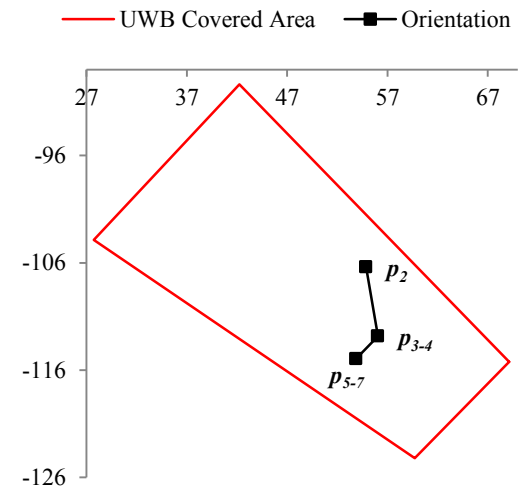 UWB Covered Area Orientation
27 37 47 57 67
-96
-106
p2
p3-4
-116
p5-7
-126